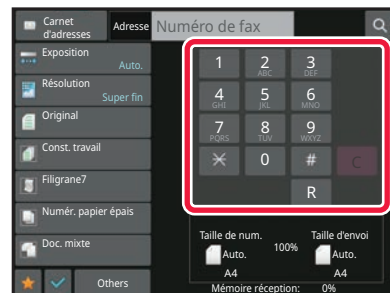 Carnet
d'adresses
Adresse
Numéro de fax
Exposition
Auto.
Résolution
Super fin
Original
Const. travail
Filigrane7
Numér. papier épais
Doc. mixte
Others
1
2
ABC
3
DEF
4
GHI
5
JKL
6
MNO
7
PQRS
8
TUV
9
WXYZ
0
#
C
R
Taille de num.
100%
Taille d'envoi
Auto.
Auto.
A4
A4
Mémoire réception: 0%